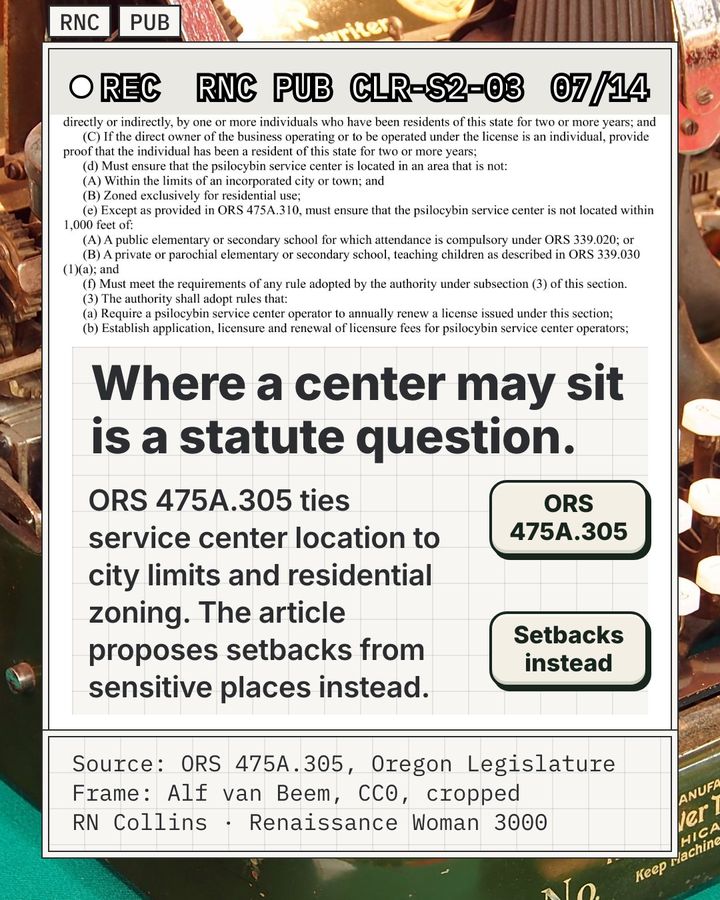 writer
RNC PUB
REC RNC PUB CLR-S2-03 07/14
directly or indirectly, by one or more individuals who have been residents of this state for two or more years; and
(C) If the direct owner of the business operating or to be operated under the license is an individual, provide
proof that the individual has been a resident of this state for two or more years;
(d) Must ensure that the psilocybin service center is located in an area that is not:
(A) Within the limits of an incorporated city or town; and
(B) Zoned exclusively for residential use;
(e) Except as provided in ORS 475A.310, must ensure that the psilocybin service center is not located within
1,000 feet of:
(A) A public elementary or secondary school for which attendance is compulsory under ORS 339.020; or
(B) A private or parochial elementary or secondary school, teaching children as described in ORS 339.030
(1)(a); and
(f) Must meet the requirements of any rule adopted by the authority under subsection (3) of this section.
(3) The authority shall adopt rules that:
(a) Require a psilocybin service center operator to annually renew a license issued under this section;
(b) Establish application, licensure and renewal of licensure fees for psilocybin service center operators;
Where a center may sit
is a statute question.
ORS 475A.305 ties
service center location to
city limits and residential
zoning. The article
proposes setbacks from
sensitive places instead.
ORS
475A.305
Setbacks
instead
Source: ORS 475A.305, Oregon Legislature
Frame: Alf van Beem, CC0, cropped
RN Collins · Renaissance Woman 3000
Keep Machine
No.